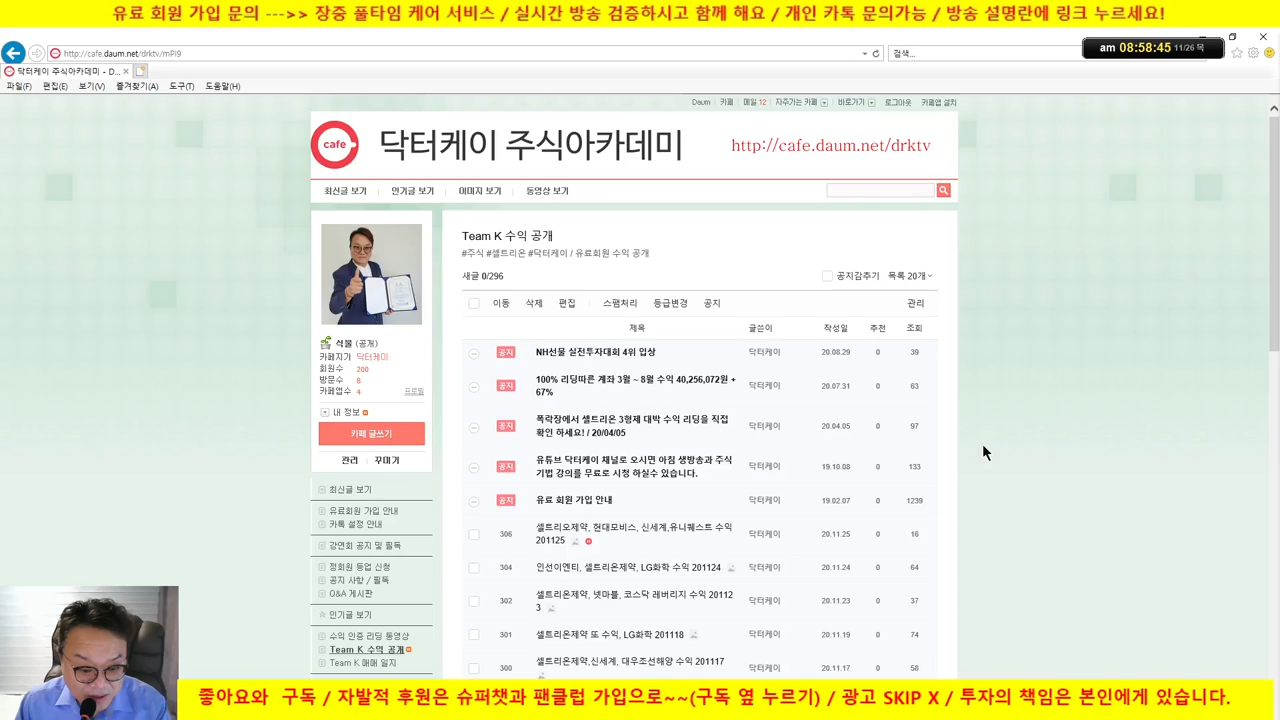 유료 회원 가입 문의 --->> 장중 풀타임 케어 서비스 / 실시간 방송 검증하시고 함께 해요 / 개인 카톡 문의가능 / 방송 설명란에 링크 누르세요!
http://cafe.daum.net/drktv/mPI9
검색...
am 08:58:45 11/26 목
닥터케이 주식아카데미 - D...
파일(F) 편집(E) 보기(V) 즐겨찾기(A) 도구(T) 도움말(H)
Daum 카페 메일 12 자주가는 카페 바로가기 로그아웃 카페앱 설치
cafe 닥터케이 주식아카데미 http://cafe.daum.net/drktv
최신글 보기 인기글 보기 이미지 보기 동영상 보기
Team K 수익 공개
#주식 #셀트리온 #닥터케이 / 유료회원 수익 공개
새글 0/296 공지감추기 목록 20개
이동 삭제 편집 스팸처리 등급변경 공지 관리
제목 글쓴이 작성일 추천 조회
공지 NH선물 실전투자대회 4위 입상 닥터케이 20.08.29 0 39
공지 100% 리딩따른 계좌 3월 ~ 8월 수익 40,256,072원 +
67% 닥터케이 20.07.31 0 63
공지 폭락장에서 셀트리온 3형제 대박 수익 리딩을 직접
확인 하세요! / 20/04/05 닥터케이 20.04.05 0 97
공지 유튜브 닥터케이 채널로 오시면 아침 생방송과 주식
기법 강의를 무료로 시청 하실수 있습니다. 닥터케이 19.10.08 0 133
공지 유료 회원 가입 안내 닥터케이 19.02.07 0 1239
306 셀트리오제약, 현대모비스, 신세계,유니퀘스트 수익
201125 닥터케이 20.11.25 0 16
304 인선이엔티, 셀트리온제약, LG화학 수익 201124 닥터케이 20.11.24 0 64
302 셀트리온제약, 넷마블, 코스닥 레버리지 수익 20112
3 닥터케이 20.11.23 0 37
301 셀트리온제약 또 수익, LG화학 201118 닥터케이 20.11.19 0 74
300 셀트리온제약,신세계, 대우조선해양 수익 201117 닥터케이 20.11.17 0 58
석물 (공개)
카페지기 닥터케이
회원수 200
방문수 8
카페앱수 4 프로필
내 정보
카페 글쓰기
관리 꾸미기
최신글 보기
유료회원 가입 안내
카톡 설정 안내
강연회 공지 및 필독
정회원 등업 신청
공지 사항 / 필독
Q&A 게시판
인기글 보기
수익 인증 리딩 동영상
Team K 수익 공개
Team K 매매 일지
좋아요와 구독 / 자발적 후원은 슈퍼챗과 팬클럽 가입으로~~(구독 옆 누르기) / 광고 SKIP X / 투자의 책임은 본인에게 있습니다.